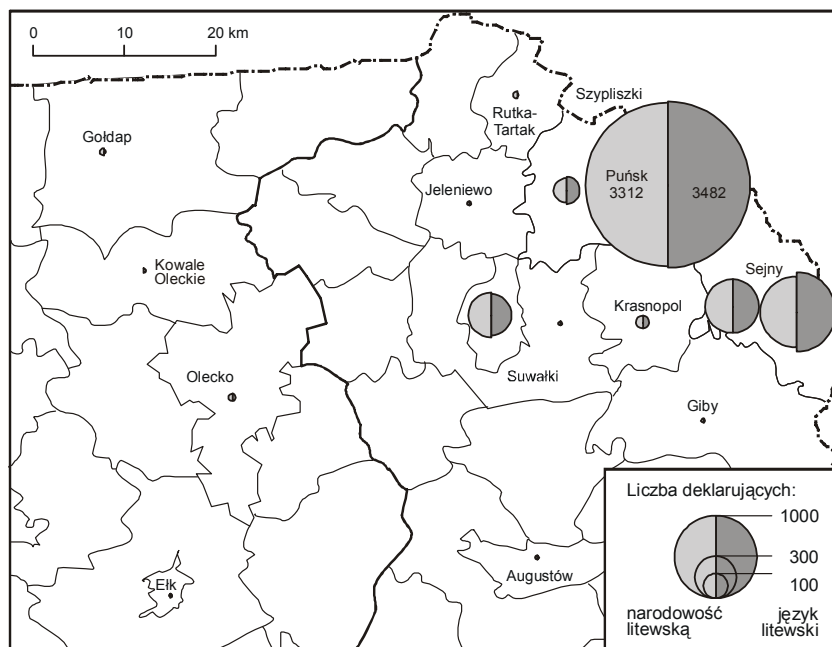 0 10 20 km
Szypliszki
Rutka-
Tartak
Gołdap
Puńsk
3312
3482
Jeleniewo
Sejny
Kowale
Oleckie
Krasnopol
Olecko
Suwałki
Giby
Ełk
Augustów
Liczba deklarujących:
1000
300
100
narodowość
litewską
język
litewski